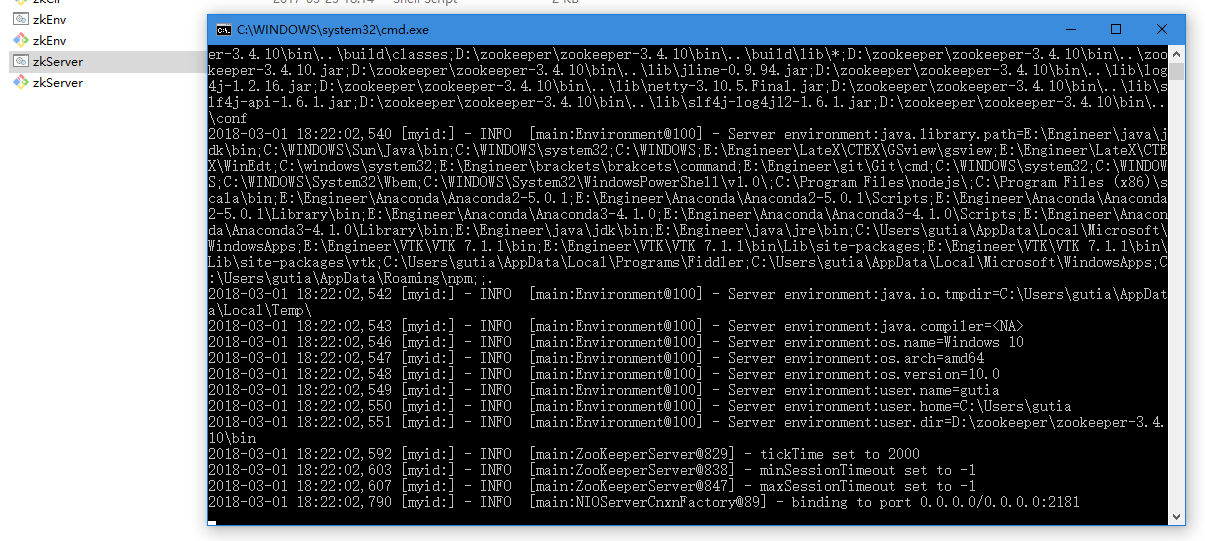 zkEnv
zkEnv
zkServer
zkServer
C:\WINDOWS\system32\cmd.exe
er-3.4.10\bin\..\build\classes;D:\zookeeper\zookeeper-3.4.10\bin\..\build\lib\*;D:\zookeeper\zookeeper-3.4.10\bin\..\zoo
keeper-3.4.10.jar;D:\zookeeper\zookeeper-3.4.10\bin\..\lib\jline-0.9.94.jar;D:\zookeeper\zookeeper-3.4.10\bin\..\lib\log
4j-1.2.16.jar;D:\zookeeper\zookeeper-3.4.10\bin\..\lib\netty-3.10.5.Final.jar;D:\zookeeper\zookeeper-3.4.10\bin\..\lib\s
lf4j-api-1.6.1.jar;D:\zookeeper\zookeeper-3.4.10\bin\..\lib\slf4j-log4j12-1.6.1.jar;D:\zookeeper\zookeeper-3.4.10\bin\..
\conf
2018-03-01 18:22:02,540 [myid:] - INFO  [main:Environment@100] - Server environment:java.library.path=E:\Engineer\java\j
dk\bin;C:\WINDOWS\Sun\Java\bin;C:\WINDOWS\system32;C:\WINDOWS;E:\Engineer\LateX\CTEX\GSview\gsview;E:\Engineer\LateX\CTE
X\WinEdt;C:\windows\system32;E:\Engineer\brackets\brakcets\command;E:\Engineer\git\Git\cmd;C:\WINDOWS\system32;C:\WINDOW
S;C:\WINDOWS\System32\Wbem;C:\WINDOWS\System32\WindowsPowerShell\v1.0\;C:\Program Files\nodejs\;C:\Program Files (x86)\s
cala\bin;E:\Engineer\Anaconda\Anaconda2-5.0.1;E:\Engineer\Anaconda\Anaconda2-5.0.1\Scripts;E:\Engineer\Anaconda\Anaconda
2-5.0.1\Library\bin;E:\Engineer\Anaconda\Anaconda3-4.1.0;E:\Engineer\Anaconda\Anaconda3-4.1.0\Scripts;E:\Engineer\Anacon
da\Anaconda3-4.1.0\Library\bin;E:\Engineer\java\jdk\bin;E:\Engineer\java\jre\bin;C:\Users\gutia\AppData\Local\Microsoft\
WindowsApps;E:\Engineer\VTK\VTK 7.1.1\bin;E:\Engineer\VTK\VTK 7.1.1\bin\Lib\site-packages;E:\Engineer\VTK\VTK 7.1.1\bin\
Lib\site-packages\vtk;C:\Users\gutia\AppData\Local\Programs\Fiddler;C:\Users\gutia\AppData\Local\Microsoft\WindowsApps;C
:\Users\gutia\AppData\Roaming\npm;;.
2018-03-01 18:22:02,542 [myid:] - INFO  [main:Environment@100] - Server environment:java.io.tmpdir=C:\Users\gutia\AppDat
a\Local\Temp\
2018-03-01 18:22:02,543 [myid:] - INFO  [main:Environment@100] - Server environment:java.compiler=<NA>
2018-03-01 18:22:02,546 [myid:] - INFO  [main:Environment@100] - Server environment:os.name=Windows 10
2018-03-01 18:22:02,547 [myid:] - INFO  [main:Environment@100] - Server environment:os.arch=amd64
2018-03-01 18:22:02,548 [myid:] - INFO  [main:Environment@100] - Server environment:os.version=10.0
2018-03-01 18:22:02,549 [myid:] - INFO  [main:Environment@100] - Server environment:user.name=gutia
2018-03-01 18:22:02,550 [myid:] - INFO  [main:Environment@100] - Server environment:user.home=C:\Users\gutia
2018-03-01 18:22:02,551 [myid:] - INFO  [main:Environment@100] - Server environment:user.dir=D:\zookeeper\zookeeper-3.4.
10\bin
2018-03-01 18:22:02,592 [myid:] - INFO  [main:ZooKeeperServer@829] - tickTime set to 2000
2018-03-01 18:22:02,603 [myid:] - INFO  [main:ZooKeeperServer@838] - minSessionTimeout set to -1
2018-03-01 18:22:02,607 [myid:] - INFO  [main:ZooKeeperServer@847] - maxSessionTimeout set to -1
2018-03-01 18:22:02,790 [myid:] - INFO  [main:NIOServerCnxnFactory@89] - binding to port 0.0.0.0/0.0.0.0:2181